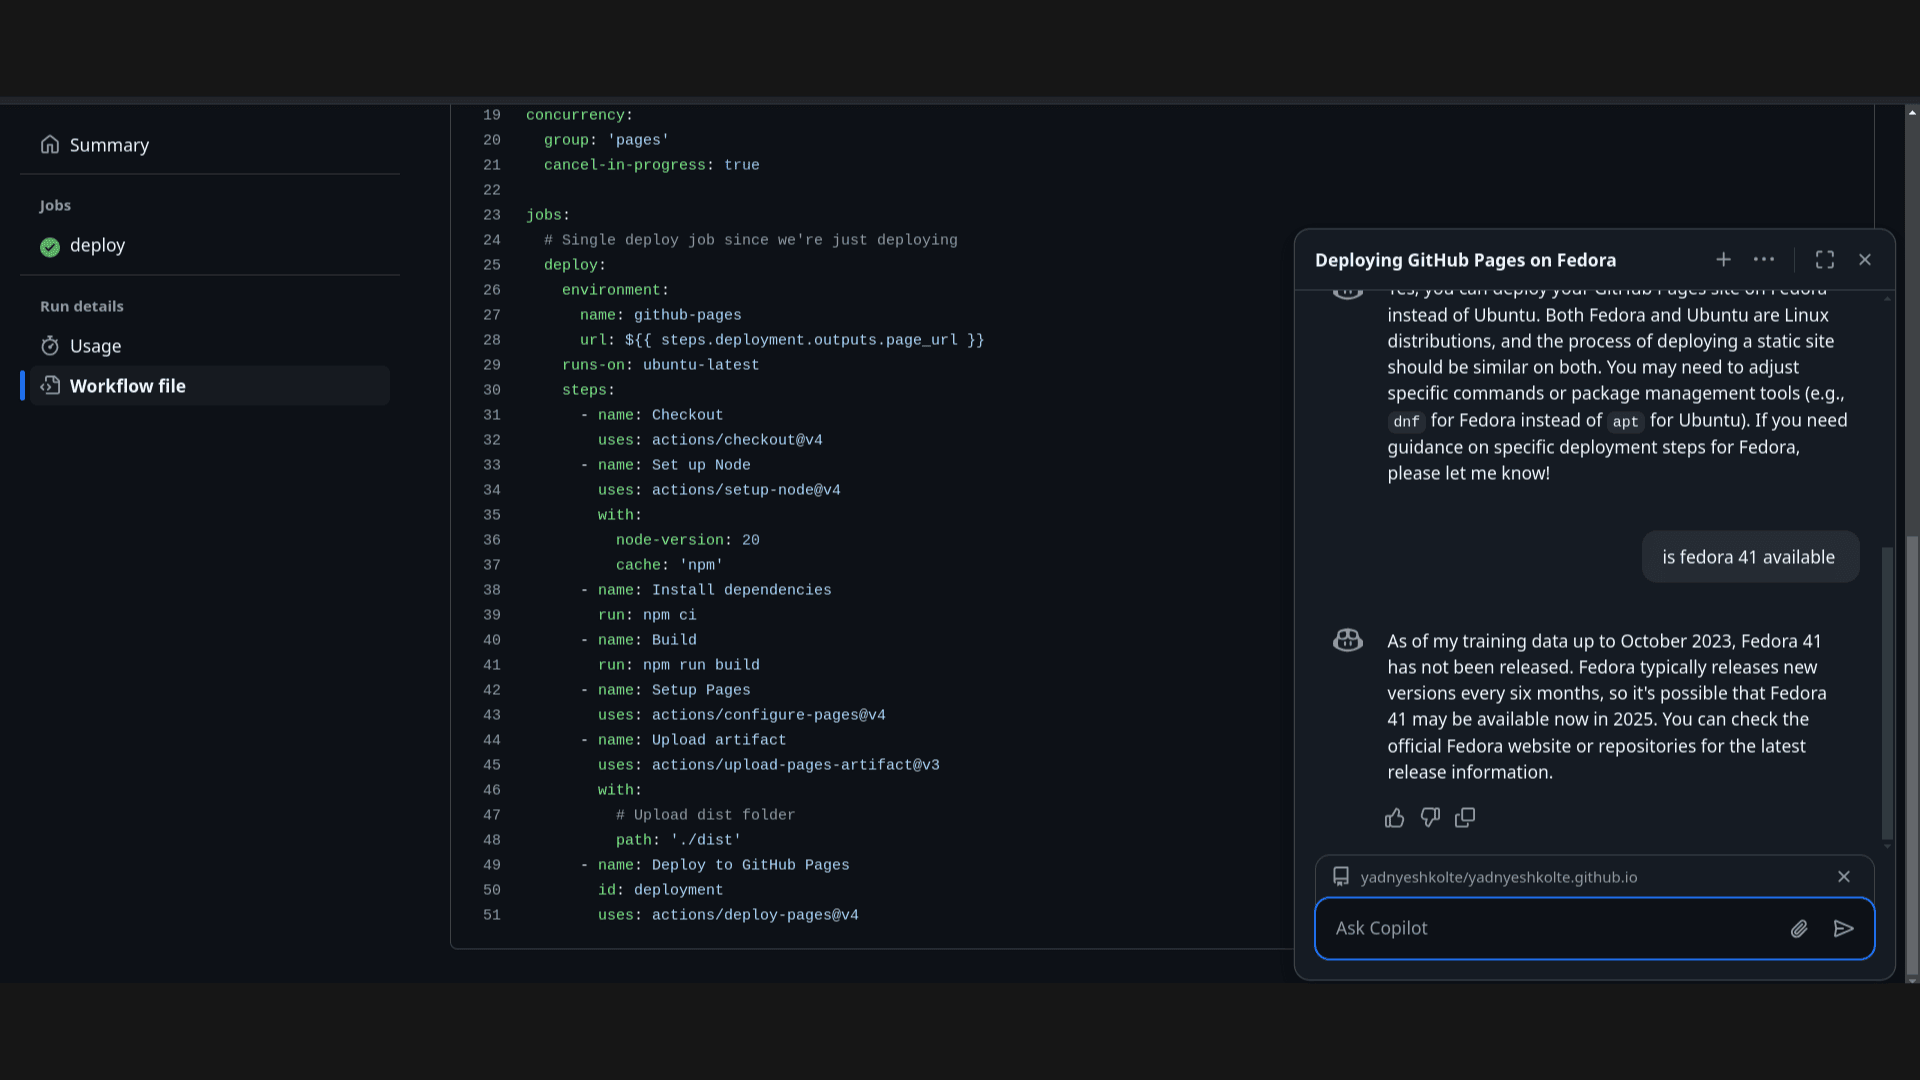 Summary
Jobs
deploy
Run details
Usage
Workflow file
19 concurrency:
20 group: 'pages'
21 cancel-in-progress: true
22
23 jobs:
24 # Single deploy job since we're just deploying
25 deploy:
26 environment:
27 name: github-pages
28 url: ${{ steps.deployment.outputs.page_url }}
29 runs-on: ubuntu-latest
30 steps:
31 - name: Checkout
32 uses: actions/checkout@v4
33 - name: Set up Node
34 uses: actions/setup-node@v4
35 with:
36 node-version: 20
37 cache: 'npm'
38 - name: Install dependencies
39 run: npm ci
40 - name: Build
41 run: npm run build
42 - name: Setup Pages
43 uses: actions/configure-pages@v4
44 - name: Upload artifact
45 uses: actions/upload-pages-artifact@v3
46 with:
47 # Upload dist folder
48 path: './dist'
49 - name: Deploy to GitHub Pages
50 id: deployment
51 uses: actions/deploy-pages@v4
Deploying GitHub Pages on Fedora
Yes, you can deploy your GitHub Pages site on Fedora
instead of Ubuntu. Both Fedora and Ubuntu are Linux
distributions, and the process of deploying a static site
should be similar on both. You may need to adjust
specific commands or package management tools (e.g.,
dnf for Fedora instead of apt for Ubuntu). If you need
guidance on specific deployment steps for Fedora,
please let me know!
is fedora 41 available
As of my training data up to October 2023, Fedora 41
has not been released. Fedora typically releases new
versions every six months, so it's possible that Fedora
41 may be available now in 2025. You can check the
official Fedora website or repositories for the latest
release information.
yadnyeshkolte/yadnyeshkolte.github.io
Ask Copilot